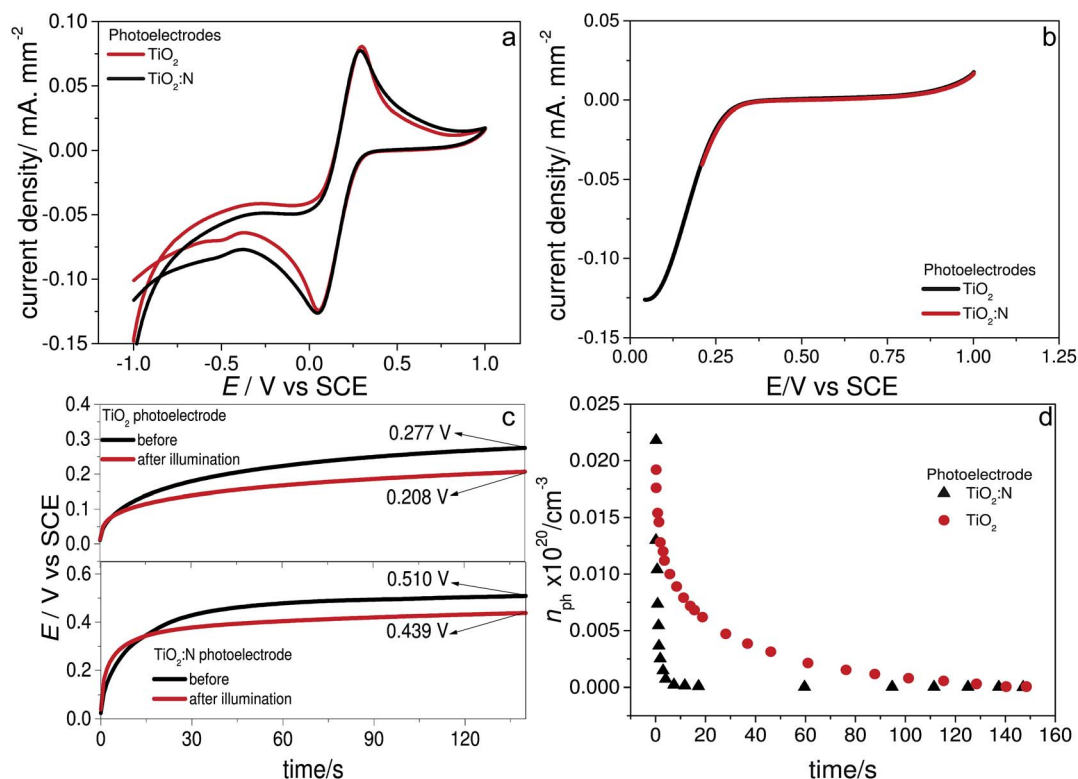 a
Photoelectrodes
TiO₂
TiO₂:N
0.10
0.05
0.00
-0.05
-0.10
-0.15
-1.0
-0.5
0.0
0.5
1.0
current density/ mA. mm⁻²
E / V vs SCE
b
0.05
0.00
-0.05
-0.10
-0.15
0.00
0.25
0.50
0.75
1.00
1.25
current density/ mA. mm⁻²
E/V vs SCE
Photoelectrodes
TiO₂
TiO₂:N
c
TiO₂ photoelectrode
before
after illumination
0.277 V
0.208 V
0.4
0.3
0.2
0.1
0.0
E / V vs SCE
0.510 V
0.439 V
TiO₂:N photoelectrode
before
after illumination
0.6
0.4
0.2
0.0
0
30
60
90
120
time/s
d
Photoelectrode
TiO₂:N
TiO₂
0.025
0.020
0.015
0.010
0.005
0.000
nph x10²⁰/cm⁻³
0
20
40
60
80
100
120
140
160
time/s